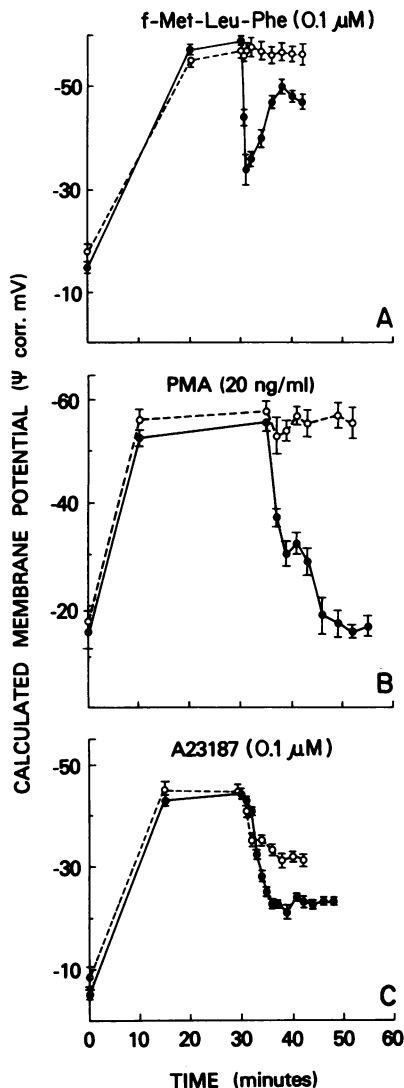 f-Met-Leu-Phe (0.1 μM)
-50
-30
-10
A
PMA (20 ng/ml)
-60
-40
-20
B
A23187 (0.1 μM)
-50
-30
-10
C
0 10 20 30 40 50 60
TIME (minutes)
CALCULATED MEMBRANE POTENTIAL (Ψ corr. mV)